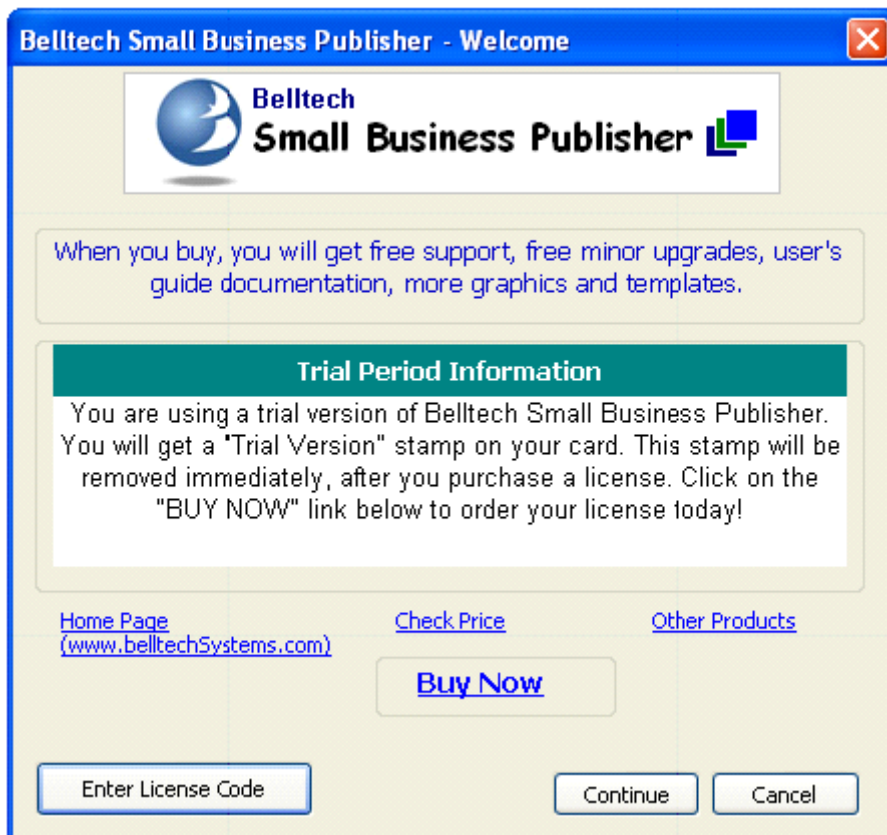 Belltech Small Business Publisher - Welcome
Belltech
Small Business Publisher
When you buy, you will get free support, free minor upgrades, user's
guide documentation, more graphics and templates.
Trial Period Information
You are using a trial version of Belltech Small Business Publisher.
You will get a "Trial Version" stamp on your card. This stamp will be
removed immediately, after you purchase a license. Click on the
"BUY NOW" link below to order your license today!
Home Page
(www.belltechSystems.com)
Check Price
Other Products
Buy Now
Enter License Code
Continue
Cancel